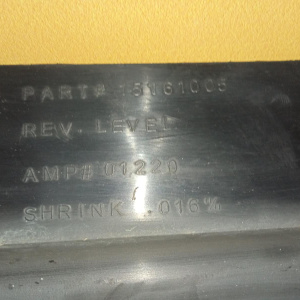 PART# 15161005
REV. LEVEL
AMP# 01220
SHRINK .016%